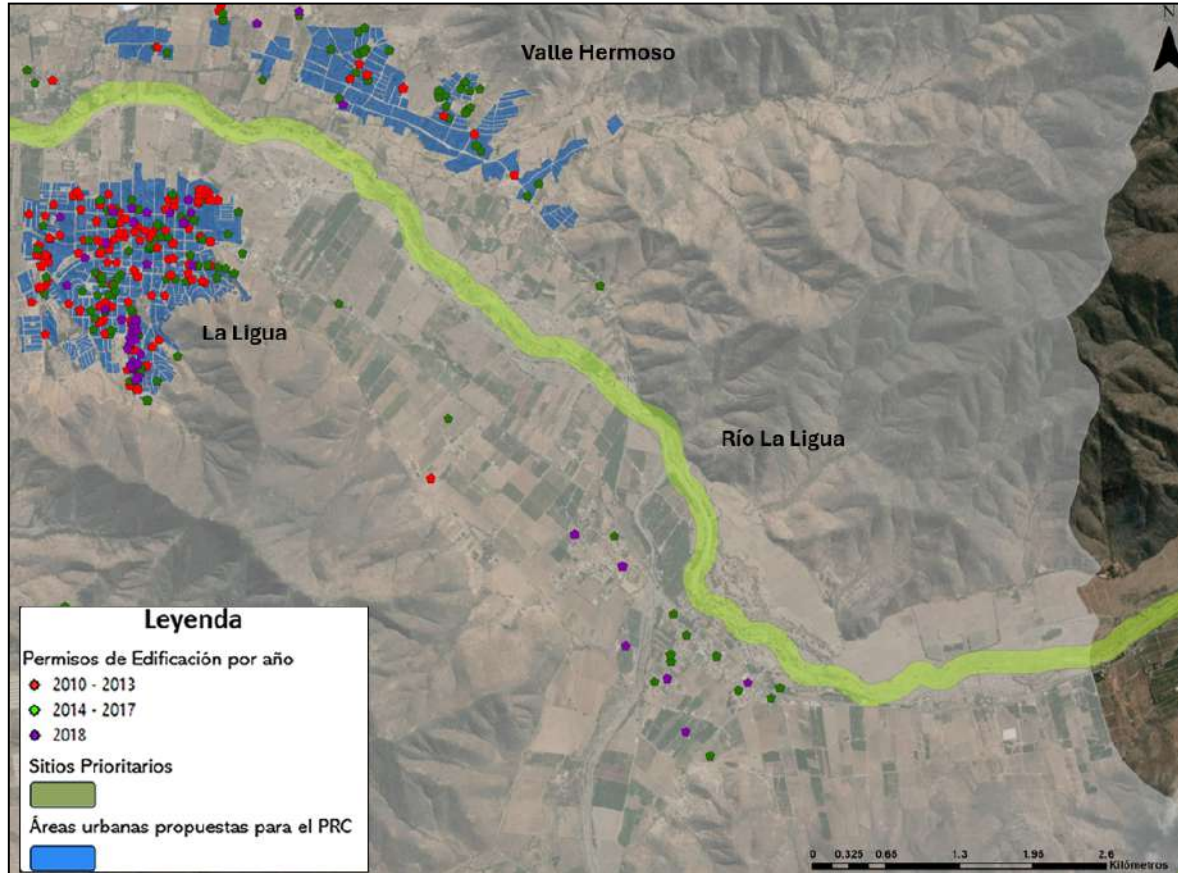 N
Valle Hermoso
La Ligua
Río La Ligua
Leyenda
Permisos de Edificación por año
2010 - 2013
2014 - 2017
2018
Sitios Prioritarios
Áreas urbanas propuestas para el PRC
0 0,325 0,65 1.3 1.95 2.6
Kilómetros